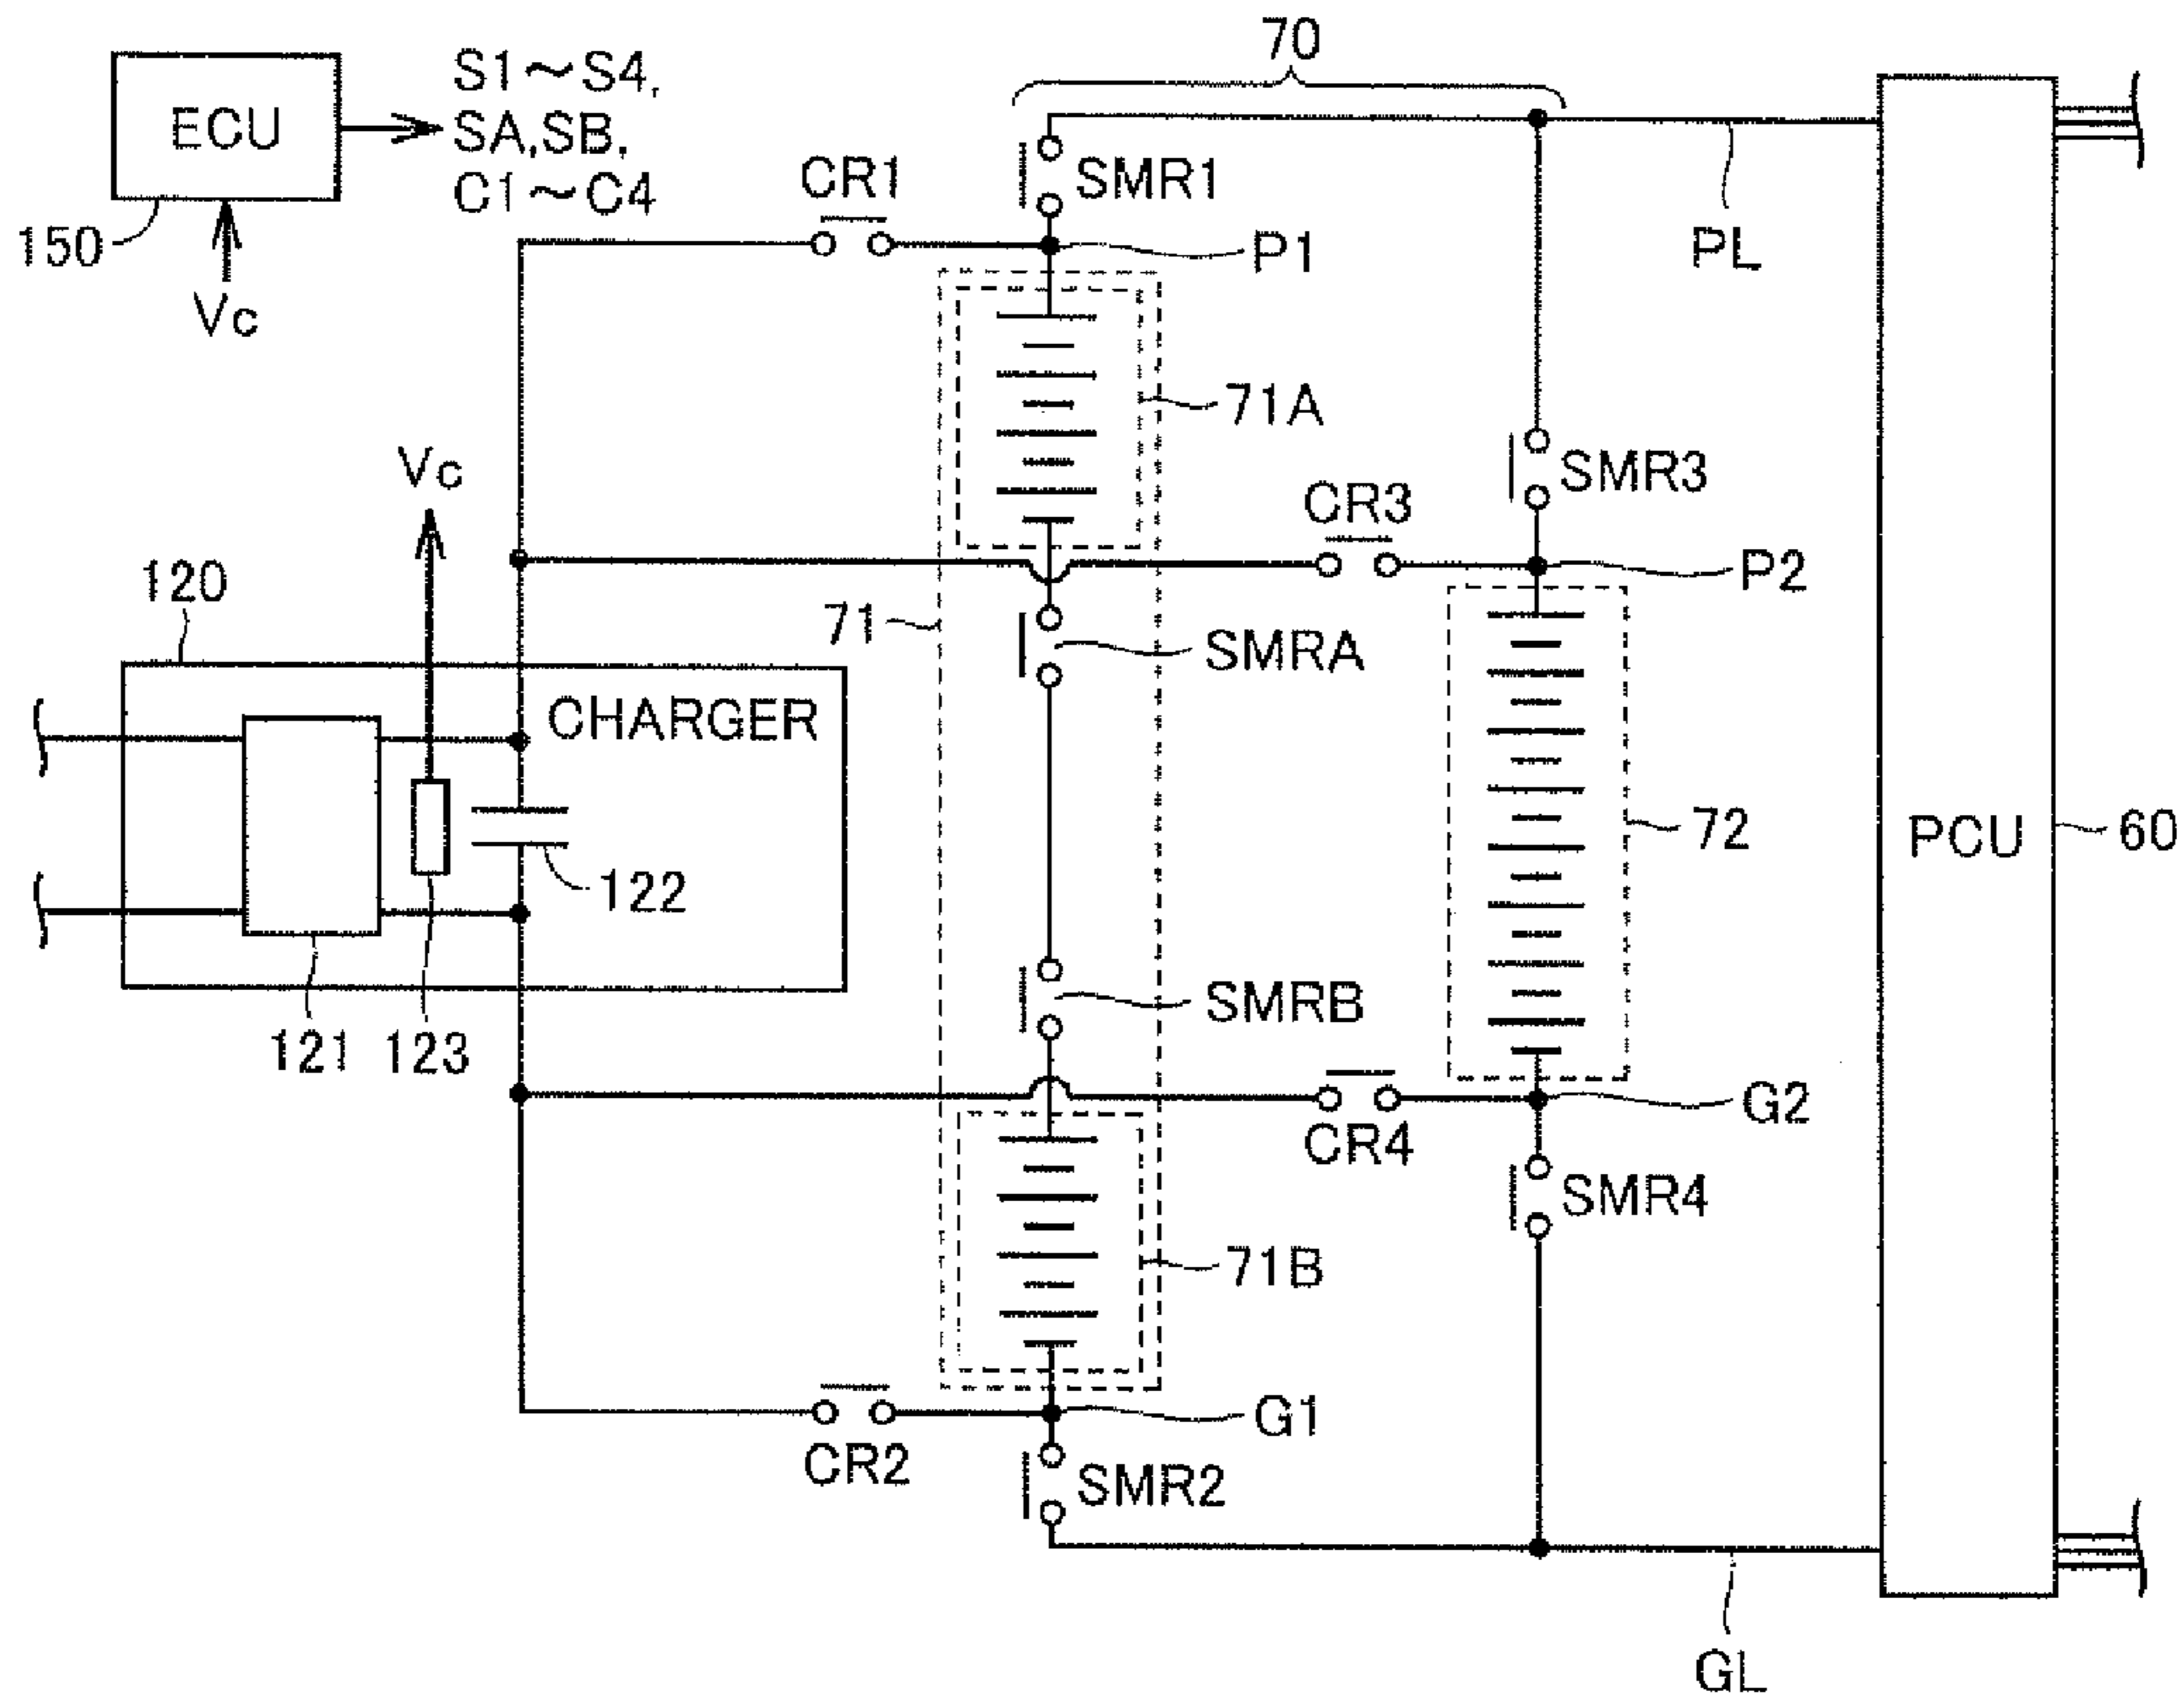 70
ECU
S1～S4,
SA,SB,
C1～C4
150
Vc
CR1
SMR1
P1
PL
71A
Vc
SMR3
CR3
P2
120
71
SMRA
CHARGER
72
PCU
60
122
SMRB
121
123
G2
CR4
SMR4
71B
G1
CR2
SMR2
GL